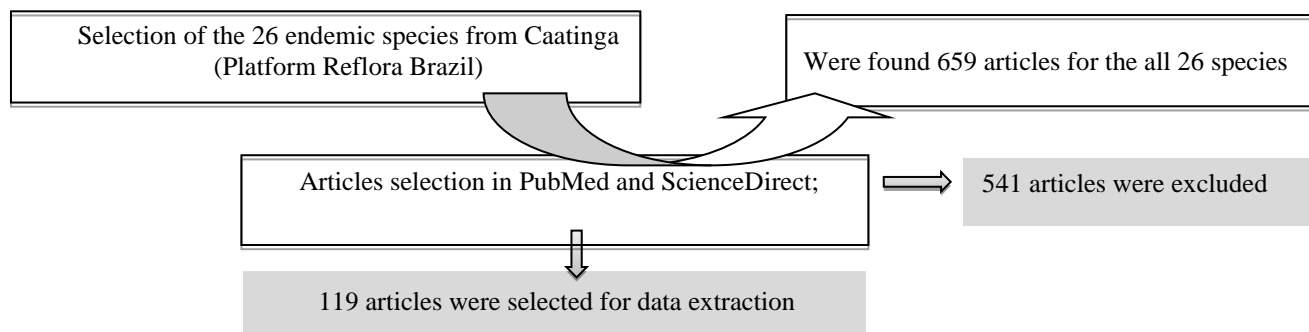 Selection of the 26 endemic species from Caatinga
(Platform Reflora Brazil)
Were found 659 articles for the all 26 species
Articles selection in PubMed and ScienceDirect;
541 articles were excluded
119 articles were selected for data extraction